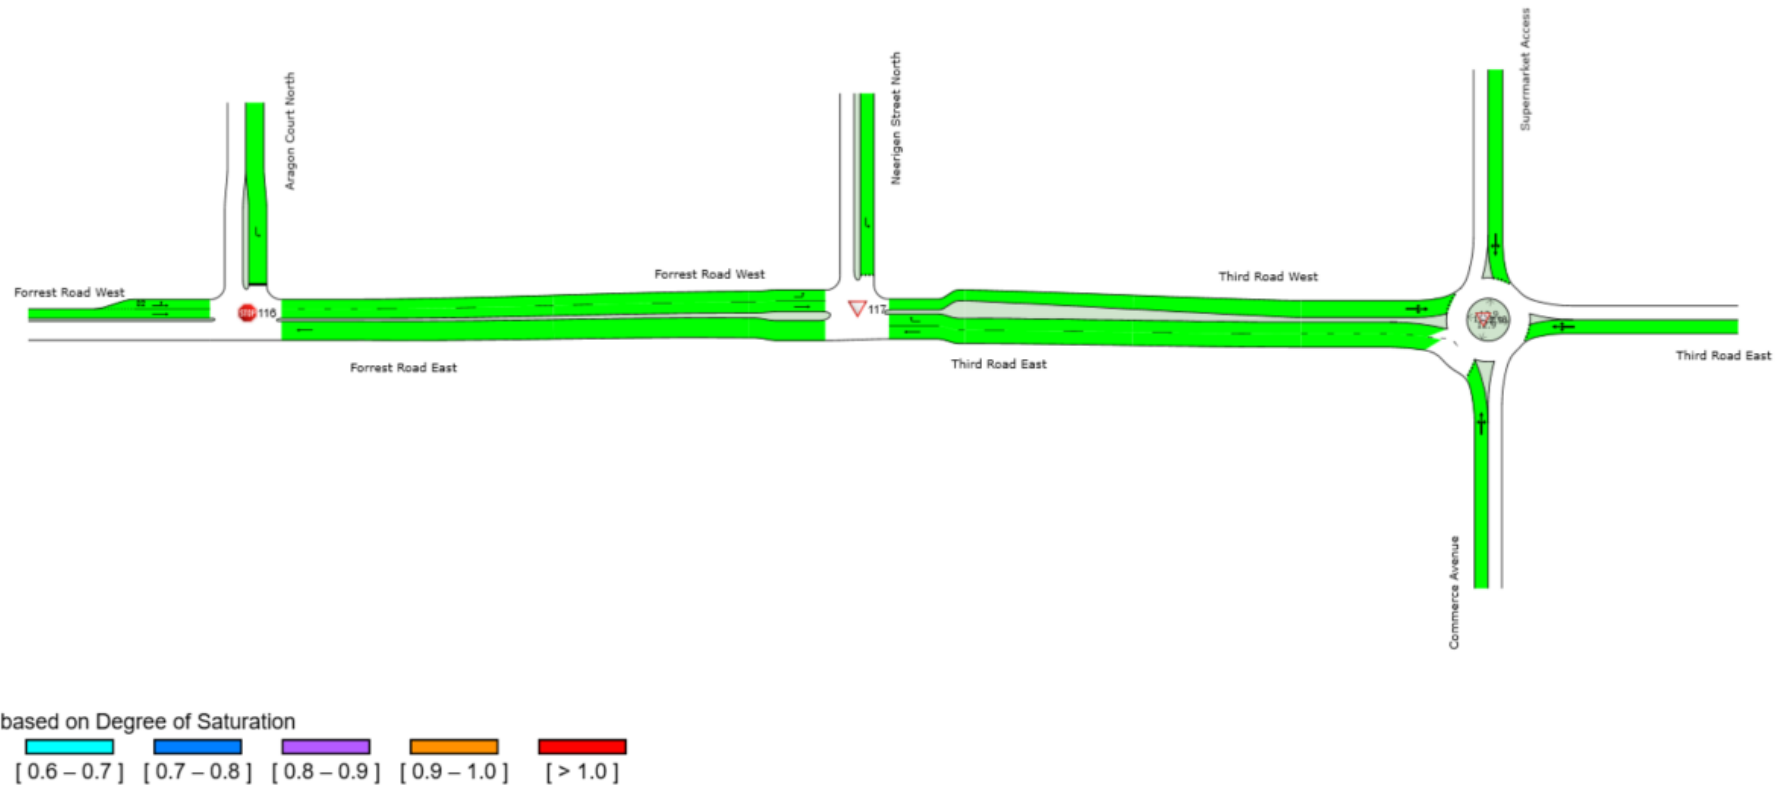 Supermarket Access
Neerigen Street North
Aragon Court North
Forrest Road West
Third Road West
Forrest Road West
STOP
116
117
Third Road East
Third Road East
Forrest Road East
Commerce Avenue
based on Degree of Saturation
[ 0.6 – 0.7 ] [ 0.7 – 0.8 ] [ 0.8 – 0.9 ] [ 0.9 – 1.0 ] [ > 1.0 ]